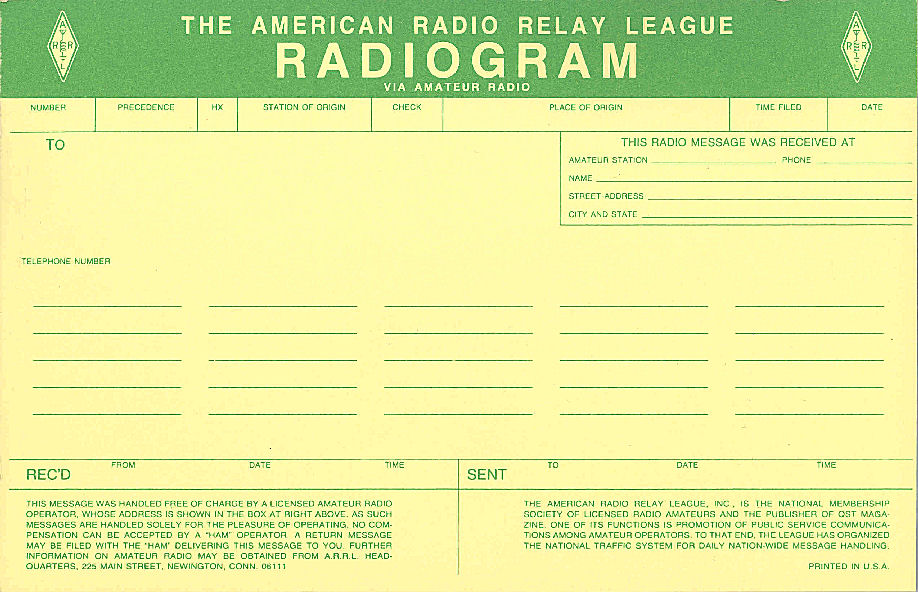 THE AMERICAN RADIO RELAY LEAGUE
RADIOGRAM
VIA AMATEUR RADIO
A R R L
A R R L
NUMBER PRECEDENCE HX STATION OF ORIGIN CHECK PLACE OF ORIGIN TIME FILED DATE
TO
THIS RADIO MESSAGE WAS RECEIVED AT
AMATEUR STATION PHONE
NAME
STREET ADDRESS
CITY AND STATE
TELEPHONE NUMBER
REC'D FROM DATE TIME
SENT TO DATE TIME
THIS MESSAGE WAS HANDLED FREE OF CHARGE BY A LICENSED AMATEUR RADIO
OPERATOR, WHOSE ADDRESS IS SHOWN IN THE BOX AT RIGHT ABOVE. AS SUCH
MESSAGES ARE HANDLED SOLELY FOR THE PLEASURE OF OPERATING, NO COM-
PENSATION CAN BE ACCEPTED BY A "HAM" OPERATOR. A RETURN MESSAGE
MAY BE FILED WITH THE "HAM" DELIVERING THIS MESSAGE TO YOU. FURTHER
INFORMATION ON AMATEUR RADIO MAY BE OBTAINED FROM A.R.R.L. HEAD-
QUARTERS, 225 MAIN STREET, NEWINGTON, CONN. 06111
THE AMERICAN RADIO RELAY LEAGUE, INC., IS THE NATIONAL MEMBERSHIP
SOCIETY OF LICENSED RADIO AMATEURS AND THE PUBLISHER OF QST MAGA-
ZINE. ONE OF ITS FUNCTIONS IS PROMOTION OF PUBLIC SERVICE COMMUNICA-
TIONS AMONG AMATEUR OPERATORS. TO THAT END, THE LEAGUE HAS ORGANIZED
THE NATIONAL TRAFFIC SYSTEM FOR DAILY NATION-WIDE MESSAGE HANDLING.
PRINTED IN U.S.A.